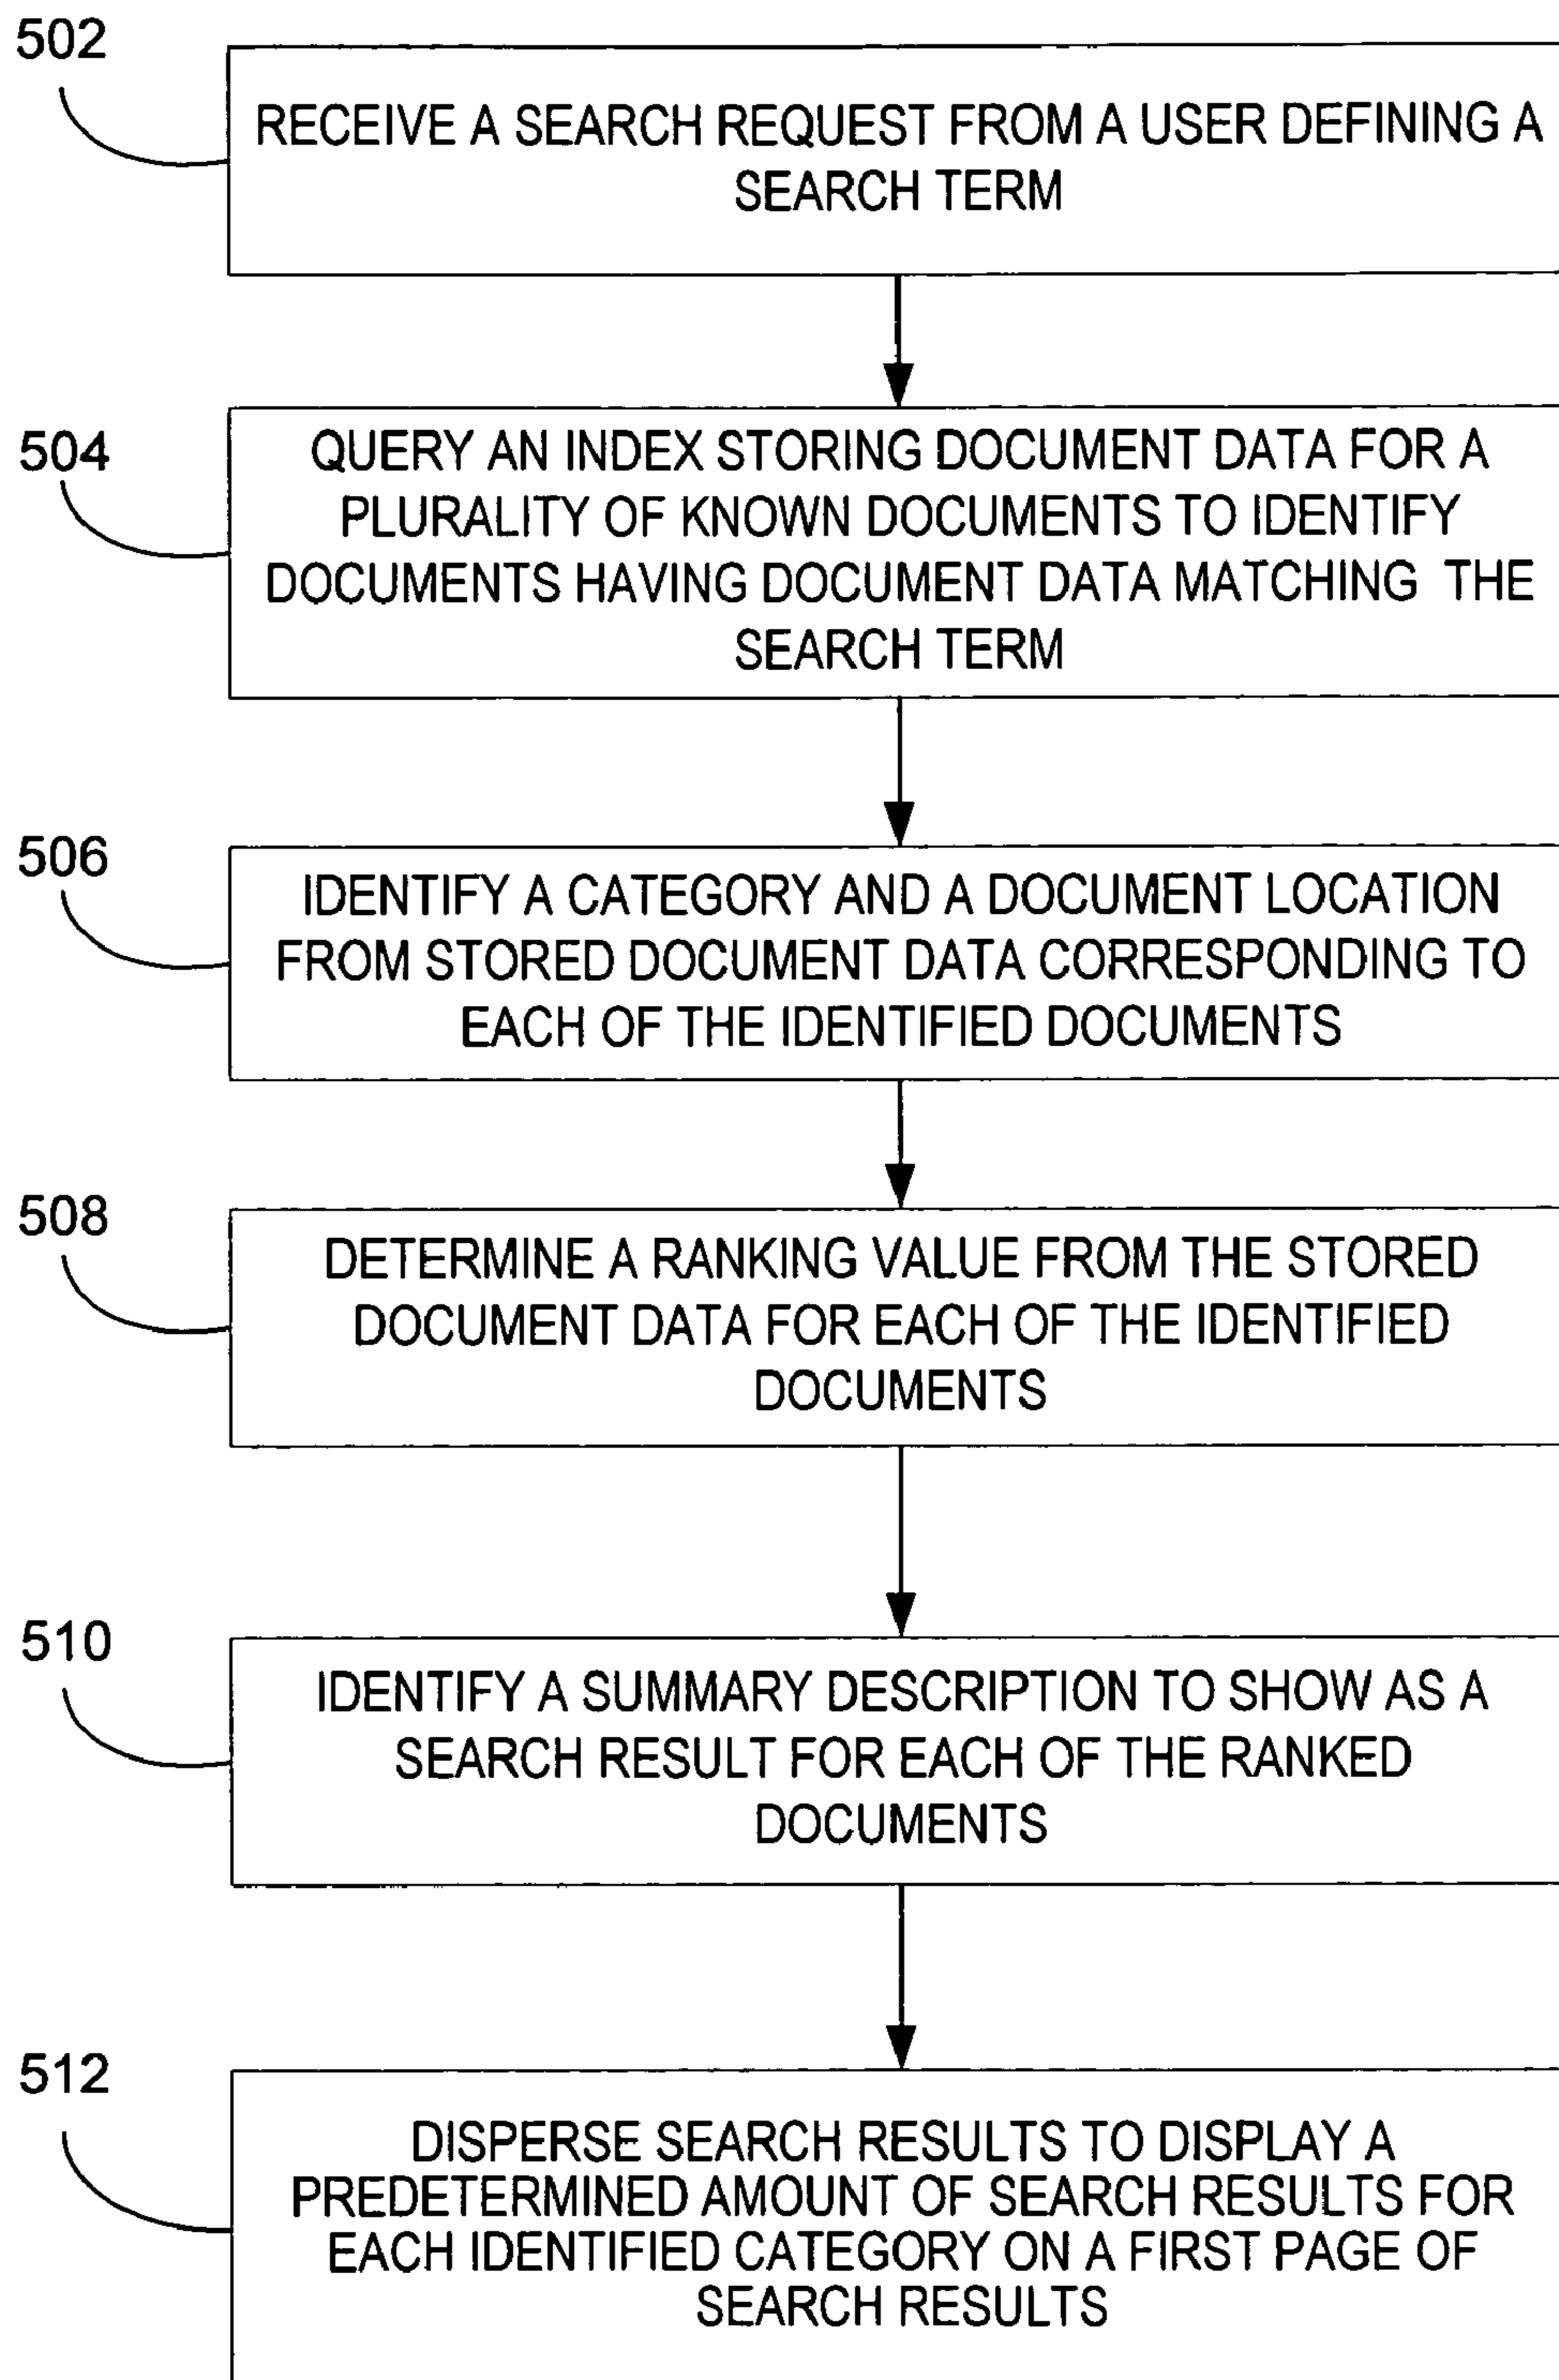 502
RECEIVE A SEARCH REQUEST FROM A USER DEFINING A
SEARCH TERM
504
QUERY AN INDEX STORING DOCUMENT DATA FOR A
PLURALITY OF KNOWN DOCUMENTS TO IDENTIFY
DOCUMENTS HAVING DOCUMENT DATA MATCHING THE
SEARCH TERM
506
IDENTIFY A CATEGORY AND A DOCUMENT LOCATION
FROM STORED DOCUMENT DATA CORRESPONDING TO
EACH OF THE IDENTIFIED DOCUMENTS
508
DETERMINE A RANKING VALUE FROM THE STORED
DOCUMENT DATA FOR EACH OF THE IDENTIFIED
DOCUMENTS
510
IDENTIFY A SUMMARY DESCRIPTION TO SHOW AS A
SEARCH RESULT FOR EACH OF THE RANKED
DOCUMENTS
512
DISPERSE SEARCH RESULTS TO DISPLAY A
PREDETERMINED AMOUNT OF SEARCH RESULTS FOR
EACH IDENTIFIED CATEGORY ON A FIRST PAGE OF
SEARCH RESULTS